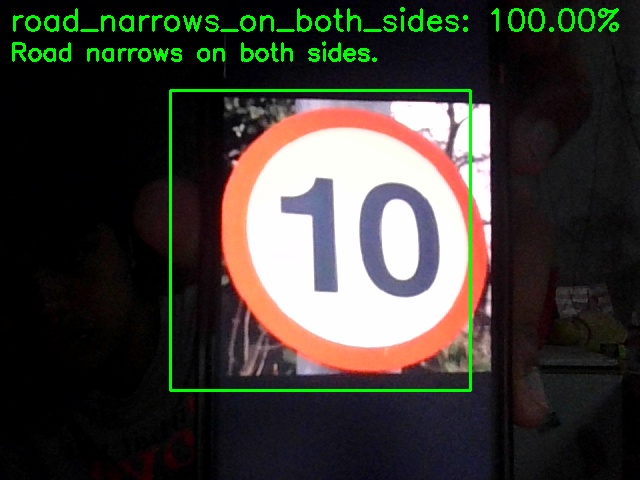 road_narrows_on_both_sides: 100.00%
Road narrows on both sides.
10